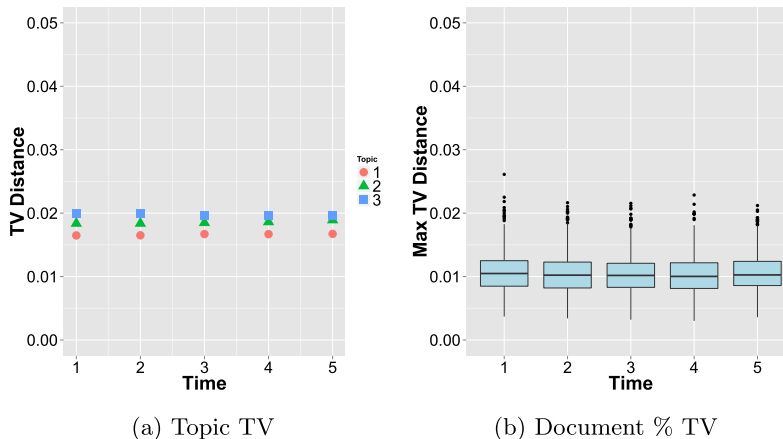 0.05
0.04
0.03
0.02
0.01
0.00
TV Distance
1 2 3 4 5
Time
Topic
1
2
3
(a) Topic TV
0.05
0.04
0.03
0.02
0.01
0.00
Max TV Distance
1 2 3 4 5
Time
(b) Document % TV